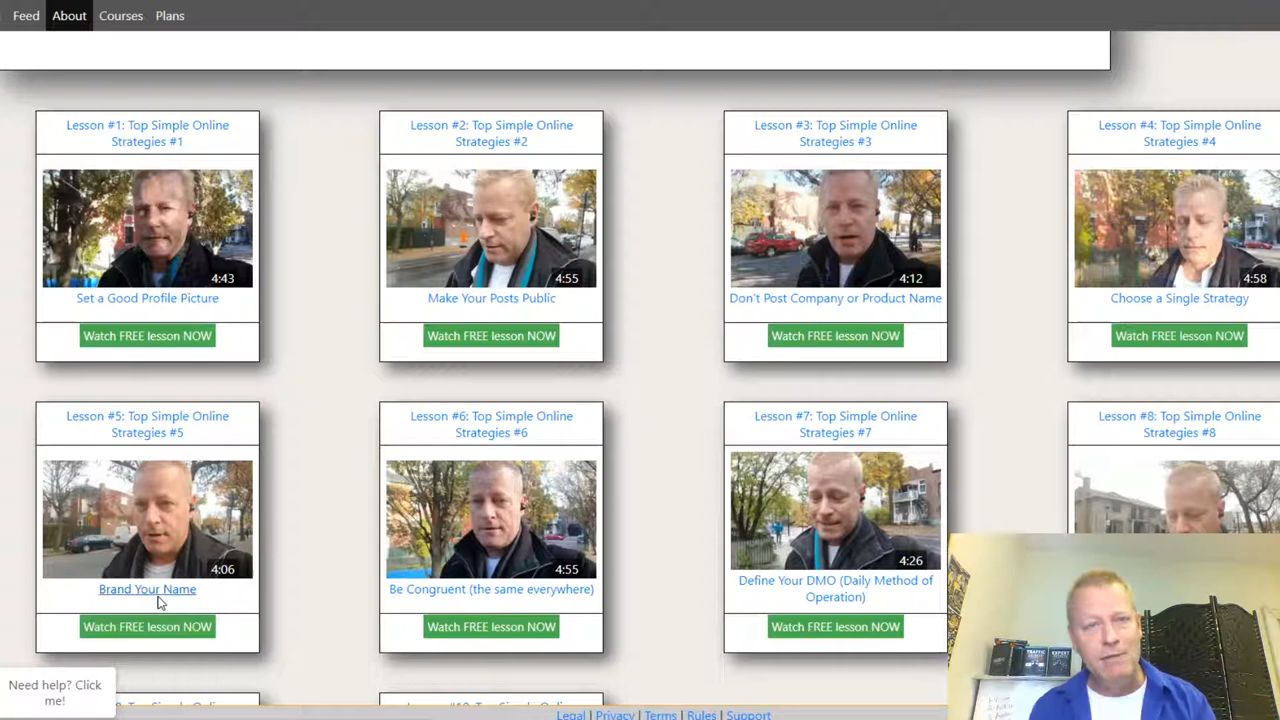 Feed About Courses Plans
Lesson #1: Top Simple Online
Strategies #1
4:43
Set a Good Profile Picture
Watch FREE lesson NOW
Lesson #2: Top Simple Online
Strategies #2
4:55
Make Your Posts Public
Watch FREE lesson NOW
Lesson #3: Top Simple Online
Strategies #3
4:12
Don't Post Company or Product Name
Watch FREE lesson NOW
Lesson #4: Top Simple Online
Strategies #4
4:58
Choose a Single Strategy
Watch FREE lesson NOW
Lesson #5: Top Simple Online
Strategies #5
4:06
Brand Your Name
Watch FREE lesson NOW
Lesson #6: Top Simple Online
Strategies #6
4:55
Be Congruent (the same everywhere)
Watch FREE lesson NOW
Lesson #7: Top Simple Online
Strategies #7
4:26
Define Your DMO (Daily Method of
Operation)
Watch FREE lesson NOW
Lesson #8: Top Simple Online
Strategies #8
TRAFFIC
EXPERT
Need help? Click
me!
Legal | Privacy | Terms | Rules | Support